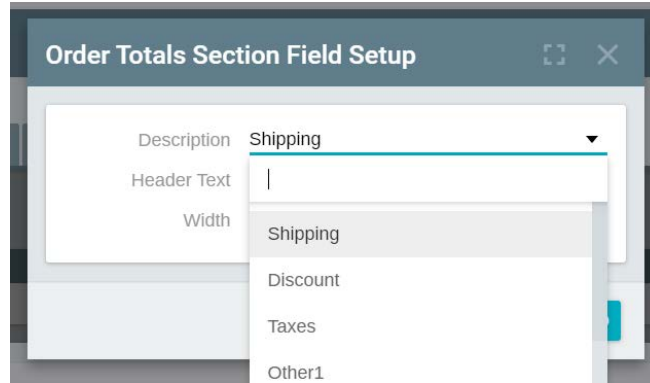 Order Totals Section Field Setup
Description Shipping
Header Text
Width
Shipping
Discount
Taxes
Other1